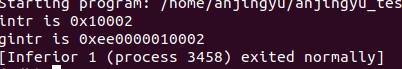 Starting program: /home/anjingyu/anjingyu_tes
intr is 0x10002
gintr is 0xee0000010002
[Inferior 1 (process 3458) exited normally]